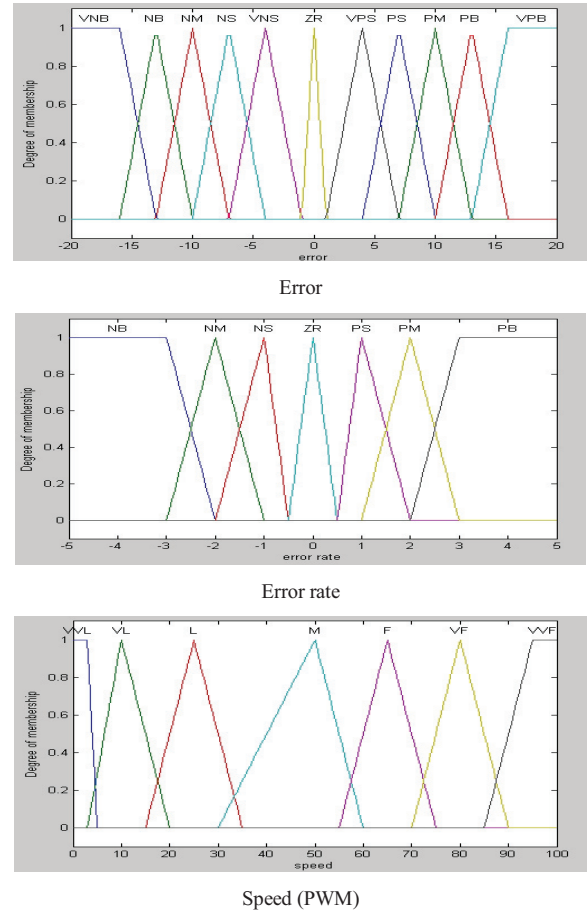 VNB NB NM NS VNS ZR VPS PS PM PB VPB
1
0.8
0.6
0.4
0.2
0
Degree of membership
-20 -15 -10 -5 0 5 10 15 20
error
Error
NB NM NS ZR PS PM PB
1
0.8
0.6
0.4
0.2
0
Degree of membership
-5 -4 -3 -2 -1 0 1 2 3 4 5
error rate
Error rate
VVL VL L M F VF VVF
1
0.8
0.6
0.4
0.2
0
Degree of membership
0 10 20 30 40 50 60 70 80 90 100
speed
Speed (PWM)